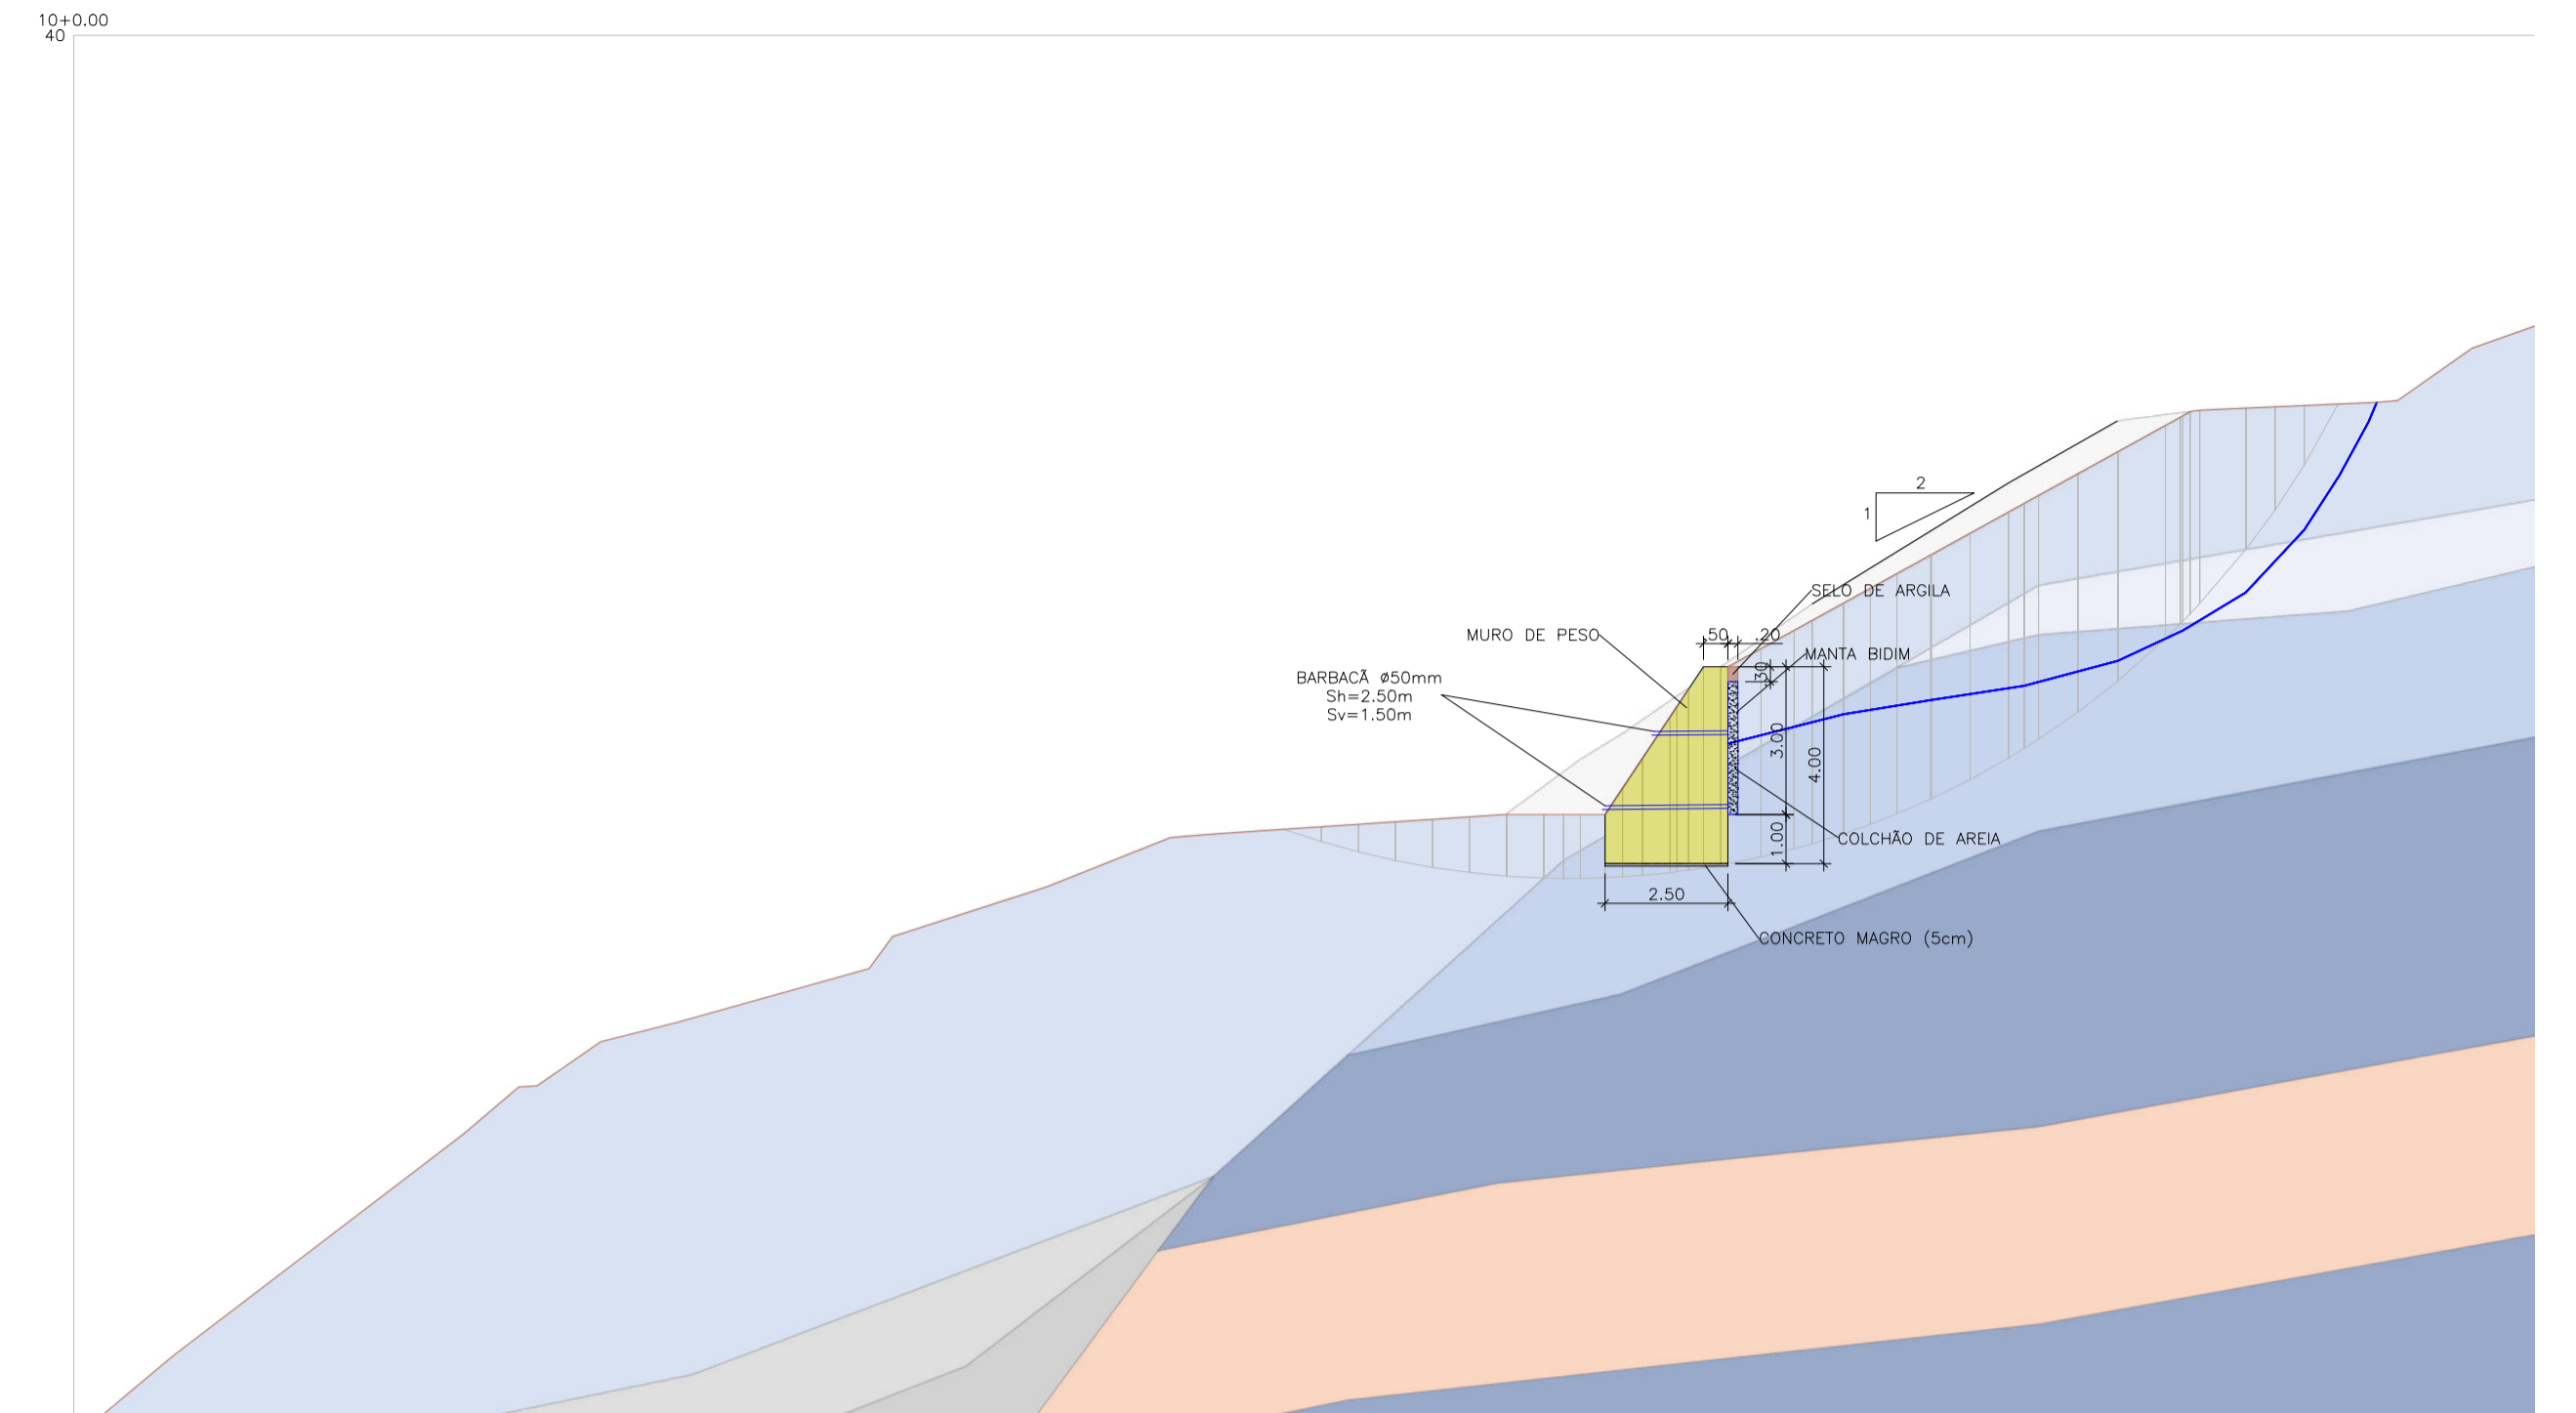 10+0.00
40
2
1
SELO DE ARGILA
MURO DE PESO
.50
.20
MANTA BIDIM
.30
BARBACÃ Ø50mm
Sh=2.50m
Sv=1.50m
3.00
4.00
1.00
COLCHÃO DE AREIA
2.50
CONCRETO MAGRO (5cm)